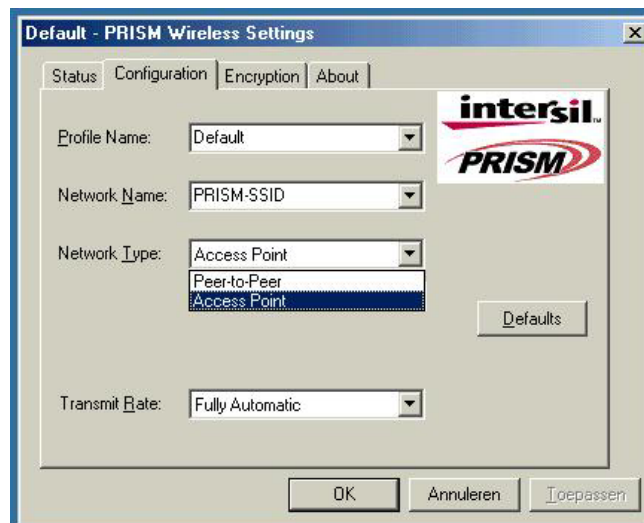 Default - PRISM Wireless Settings
Status Configuration Encryption About
intersil™
PRISM
Profile Name: Default
Network Name: PRISM-SSID
Network Type: Access Point
Peer-to-Peer
Access Point
Defaults
Transmit Rate: Fully Automatic
OK Annuleren Toepassen